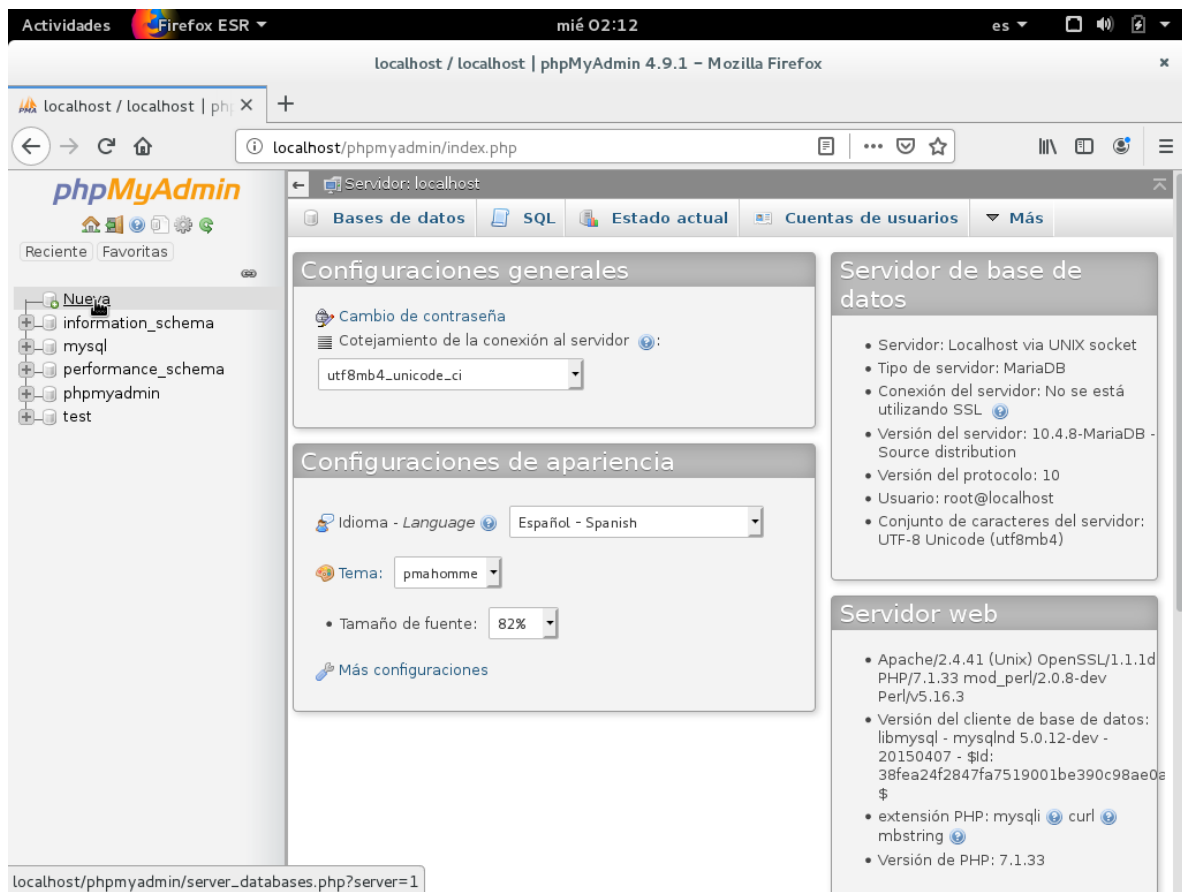 Actividades Firefox ESR mié 02:12 es
localhost / localhost | phpMyAdmin 4.9.1 – Mozilla Firefox
localhost / localhost | php
localhost/phpmyadmin/index.php
phpMyAdmin
Reciente Favoritas
Nueva
information_schema
mysql
performance_schema
phpmyadmin
test
Servidor: localhost
Bases de datos SQL Estado actual Cuentas de usuarios Más
Configuraciones generales
Cambio de contraseña
Cotejamiento de la conexión al servidor :
utf8mb4_unicode_ci
Configuraciones de apariencia
Idioma - Language Español - Spanish
Tema: pmahomme
• Tamaño de fuente: 82%
Más configuraciones
Servidor de base de
datos
• Servidor: Localhost via UNIX socket
• Tipo de servidor: MariaDB
• Conexión del servidor: No se está
utilizando SSL
• Versión del servidor: 10.4.8-MariaDB -
Source distribution
• Versión del protocolo: 10
• Usuario: root@localhost
• Conjunto de caracteres del servidor:
UTF-8 Unicode (utf8mb4)
Servidor web
• Apache/2.4.41 (Unix) OpenSSL/1.1.1d
PHP/7.1.33 mod_perl/2.0.8-dev
Perl/v5.16.3
• Versión del cliente de base de datos:
libmysql - mysqlnd 5.0.12-dev -
20150407 - $Id:
38fea24f2847fa7519001be390c98ae0a
$
• extensión PHP: mysqli curl
mbstring
• Versión de PHP: 7.1.33
localhost/phpmyadmin/server_databases.php?server=1